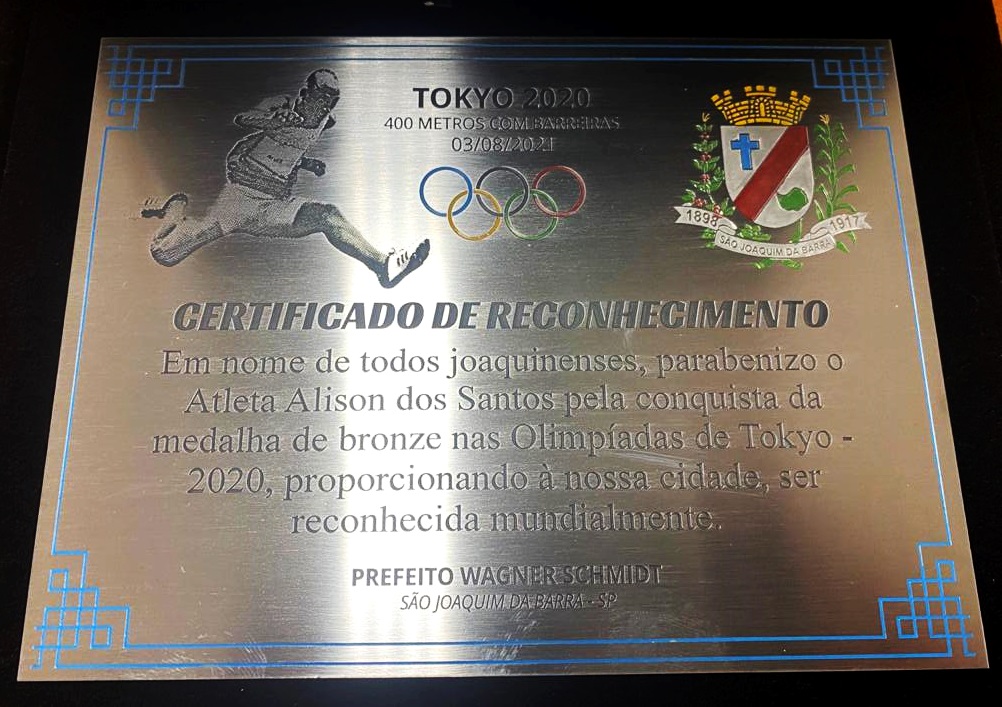 TOKYO 2020
400 METROS COM BARREIRAS
03/08/2021
1898
1917
SÃO JOAQUIM DA BARRA
CERTIFICADO DE RECONHECIMENTO
Em nome de todos joaquinenses, parabenizo o
Atleta Alison dos Santos pela conquista da
medalha de bronze nas Olimpíadas de Tokyo -
2020, proporcionando à nossa cidade, ser
reconhecida mundialmente.
PREFEITO WAGNER SCHMIDT
SÃO JOAQUIM DA BARRA - SP